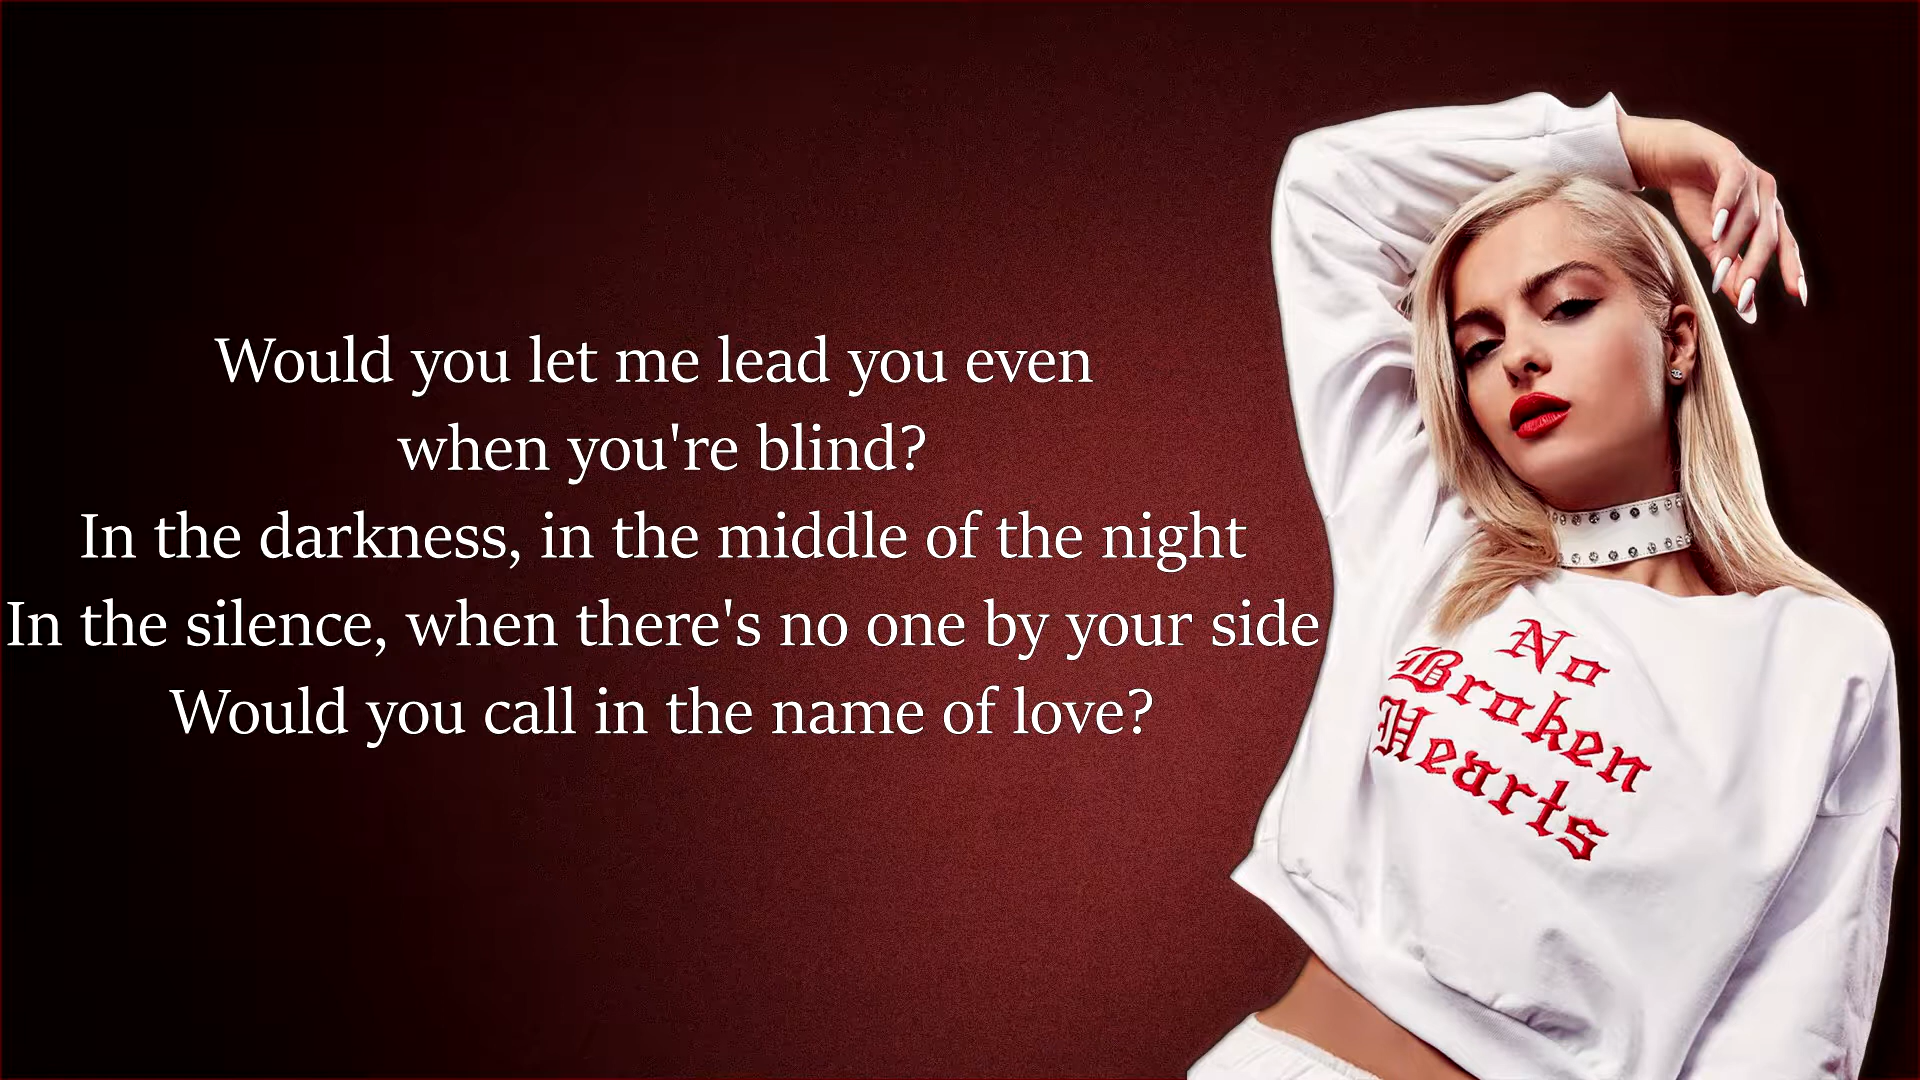 Would you let me lead you even
when you're blind?
In the darkness, in the middle of the night
In the silence, when there's no one by your side
Would you call in the name of love?
No
Broken
Hearts